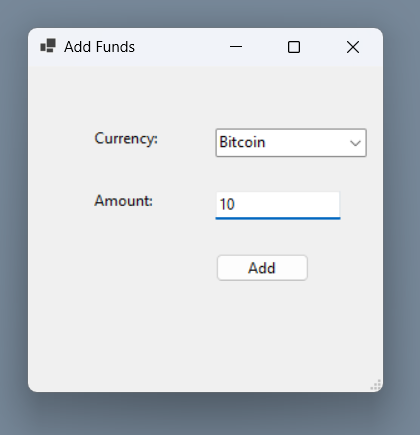 Add Funds
Currency: Bitcoin
Amount: 10
Add